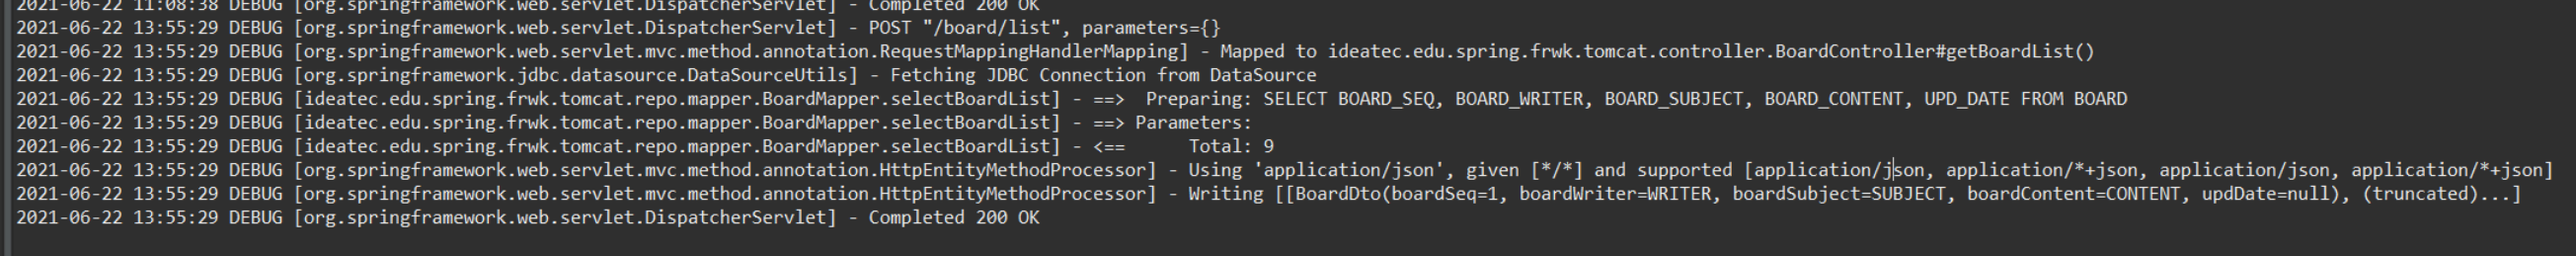 2021-06-22 11:08:38 DEBUG [org.springframework.web.servlet.DispatcherServlet] - Completed 200 OK
2021-06-22 13:55:29 DEBUG [org.springframework.web.servlet.DispatcherServlet] - POST "/board/list", parameters={}
2021-06-22 13:55:29 DEBUG [org.springframework.web.servlet.mvc.method.annotation.RequestMappingHandlerMapping] - Mapped to ideatec.edu.spring.frwk.tomcat.controller.BoardController#getBoardList()
2021-06-22 13:55:29 DEBUG [org.springframework.jdbc.datasource.DataSourceUtils] - Fetching JDBC Connection from DataSource
2021-06-22 13:55:29 DEBUG [ideatec.edu.spring.frwk.tomcat.repo.mapper.BoardMapper.selectBoardList] - ==>  Preparing: SELECT BOARD_SEQ, BOARD_WRITER, BOARD_SUBJECT, BOARD_CONTENT, UPD_DATE FROM BOARD
2021-06-22 13:55:29 DEBUG [ideatec.edu.spring.frwk.tomcat.repo.mapper.BoardMapper.selectBoardList] - ==> Parameters:
2021-06-22 13:55:29 DEBUG [ideatec.edu.spring.frwk.tomcat.repo.mapper.BoardMapper.selectBoardList] - <==      Total: 9
2021-06-22 13:55:29 DEBUG [org.springframework.web.servlet.mvc.method.annotation.HttpEntityMethodProcessor] - Using 'application/json', given [*/*] and supported [application/json, application/*+json, application/json, application/*+json]
2021-06-22 13:55:29 DEBUG [org.springframework.web.servlet.mvc.method.annotation.HttpEntityMethodProcessor] - Writing [[BoardDto(boardSeq=1, boardWriter=WRITER, boardSubject=SUBJECT, boardContent=CONTENT, updDate=null), (truncated)...]
2021-06-22 13:55:29 DEBUG [org.springframework.web.servlet.DispatcherServlet] - Completed 200 OK